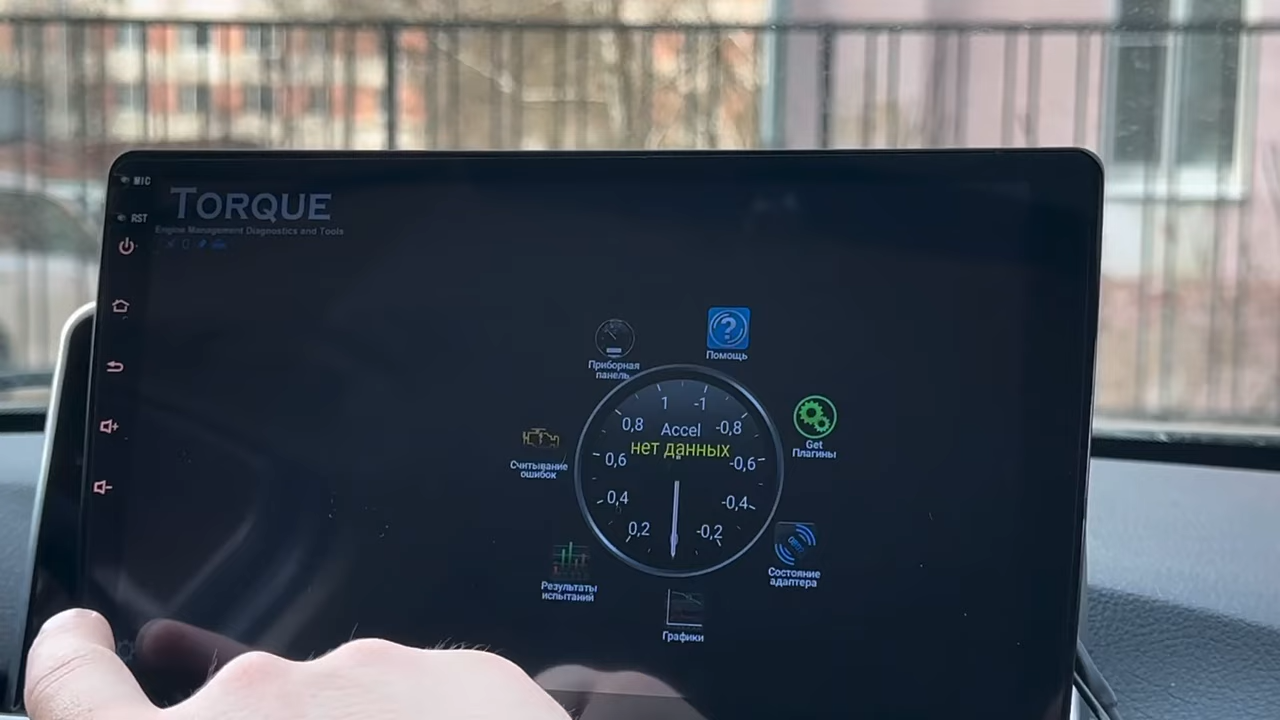 MIC
TORQUE
RST
Engine Management Diagnostics and Tools
Помощь
Приборная
панель
1
-1
0,8
Accel
-0,8
нет данных
Get
Плагины
Считывание
ошибок
0,6
-0,6
0,4
-0,4
0,2
-0,2
Результаты
испытаний
Состояние
адаптера
Графики